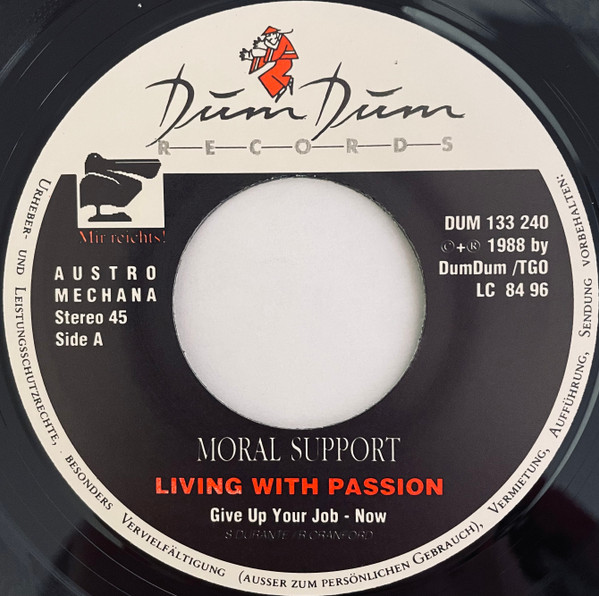 Dum Dum
RECORDS
Mir reichts!
AUSTRO
MECHANA
Stereo 45
Side A
DUM 133 240
©+℗ 1988 by
DumDum /TGO
LC 84 96
MORAL SUPPORT
LIVING WITH PASSION
Give Up Your Job - Now
S DURANTE / R CRANFORD
URHEBER- UND LEISTUNGSSCHUTZRECHTE, BESONDERS VERVIELFÄLTIGUNG (AUSSER ZUM PERSÖNLICHEN GEBRAUCH), VERMIETUNG, AUFFÜHRUNG, SENDUNG VORBEHALTEN: